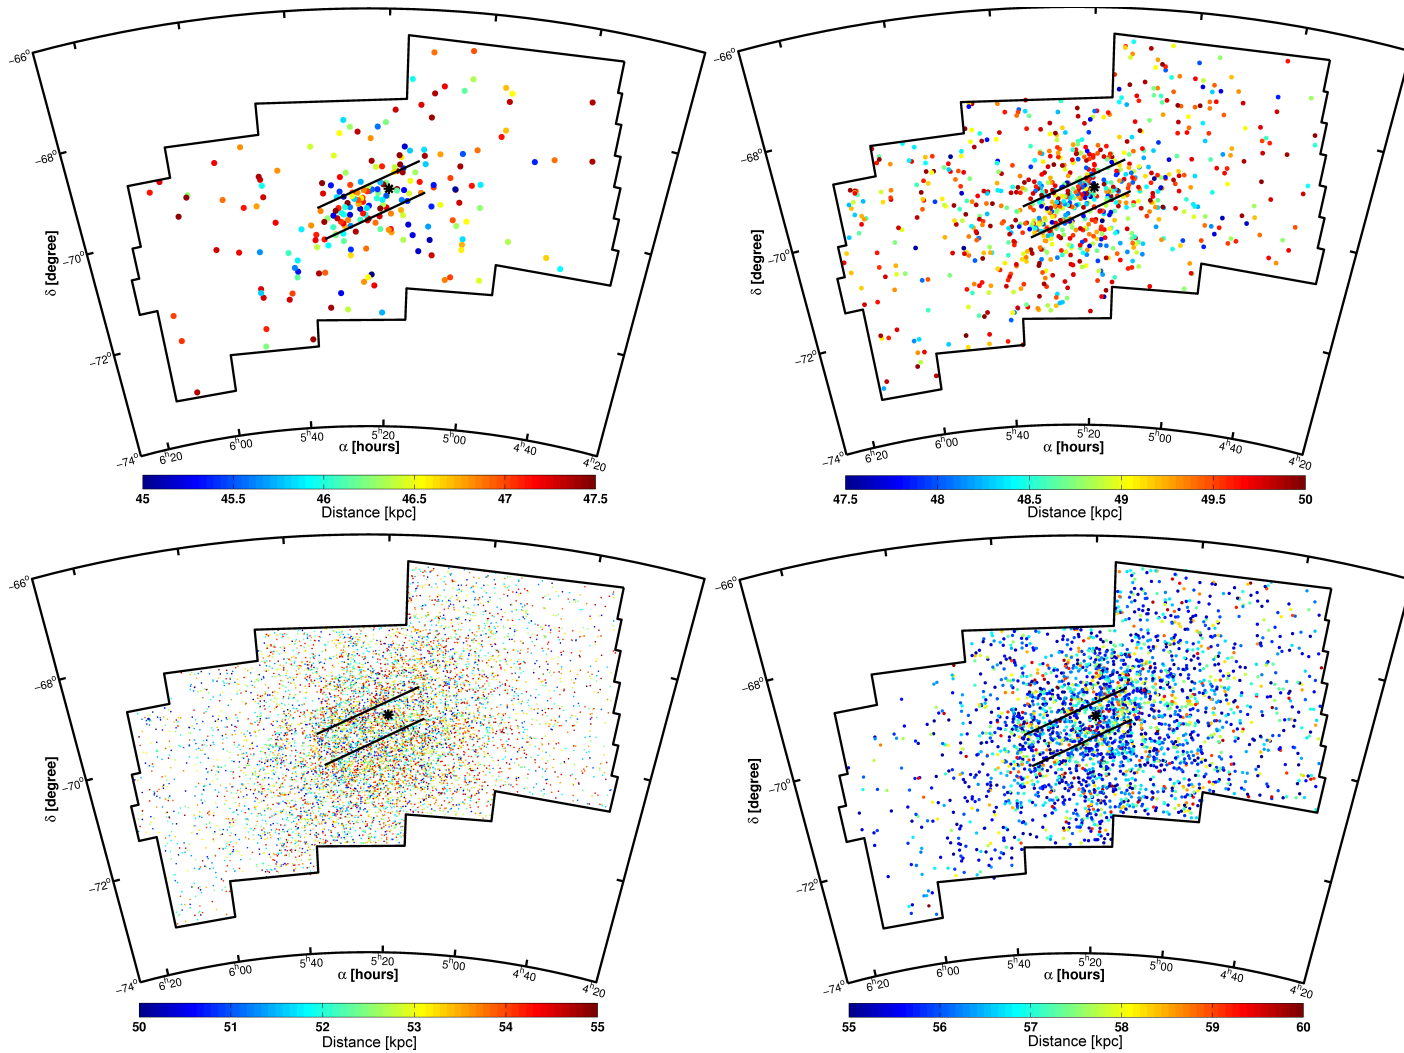 −66°
−68°
−70°
−72°
−74°
δ [degree]
6ʰ20
6ʰ00
5ʰ40
5ʰ20
5ʰ00
4ʰ40
4ʰ20
α [hours]
45 45.5 46 46.5 47 47.5
Distance [kpc]
−66°
−68°
−70°
−72°
−74°
δ [degree]
6ʰ20
6ʰ00
5ʰ40
5ʰ20
5ʰ00
4ʰ40
4ʰ20
α [hours]
47.5 48 48.5 49 49.5 50
Distance [kpc]
−66°
−68°
−70°
−72°
−74°
δ [degree]
6ʰ20
6ʰ00
5ʰ40
5ʰ20
5ʰ00
4ʰ40
4ʰ20
α [hours]
50 51 52 53 54 55
Distance [kpc]
−66°
−68°
−70°
−72°
−74°
δ [degree]
6ʰ20
6ʰ00
5ʰ40
5ʰ20
5ʰ00
4ʰ40
4ʰ20
α [hours]
55 56 57 58 59 60
Distance [kpc]